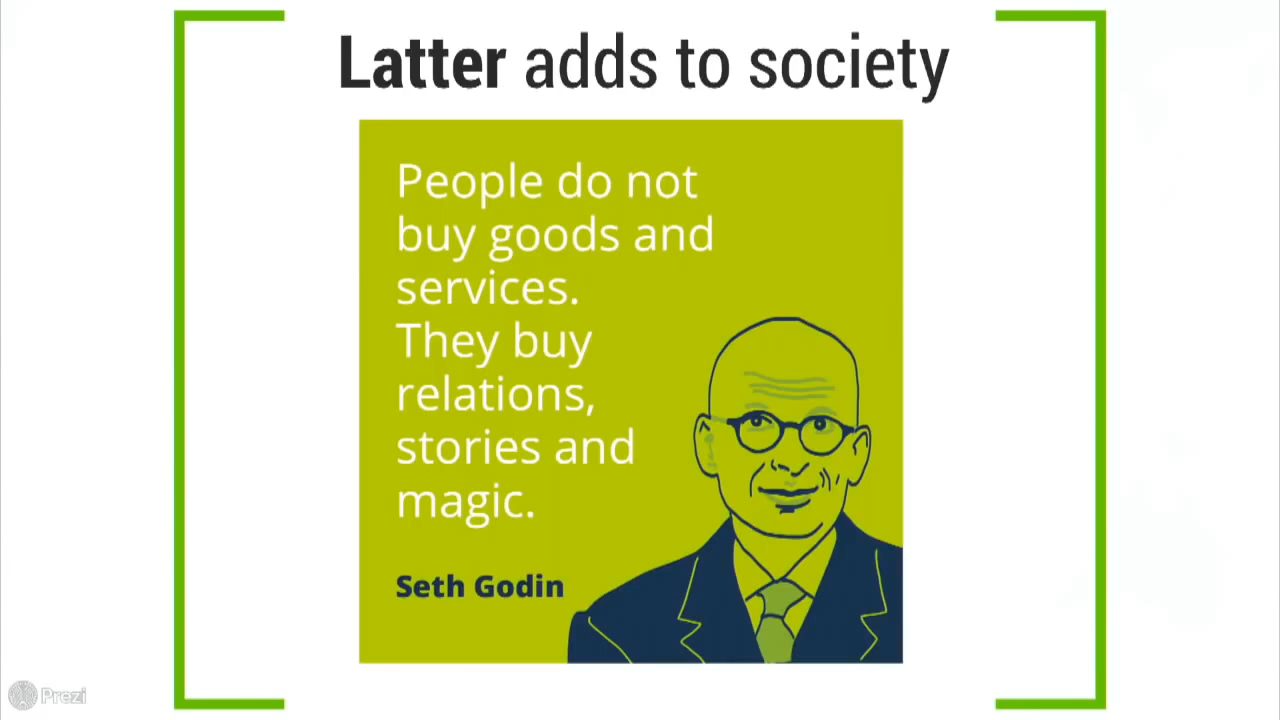 Latter adds to society
People do not
buy goods and
services.
They buy
relations,
stories and
magic.
Seth Godin
Prezi